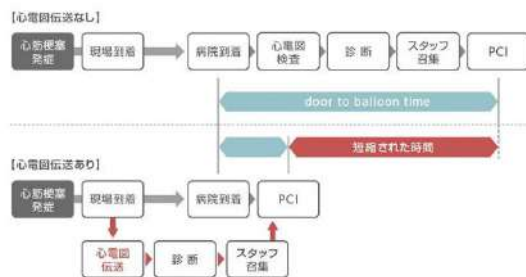 【心電図伝送なし】
心筋梗塞
発症
現場到着
病院到着
心電図
検査
診 断
スタッフ
召集
PCI
door to balloon time
短縮された時間
【心電図伝送あり】
心筋梗塞
発症
現場到着
病院到着
PCI
心電図
伝送
診 断
スタッフ
召集